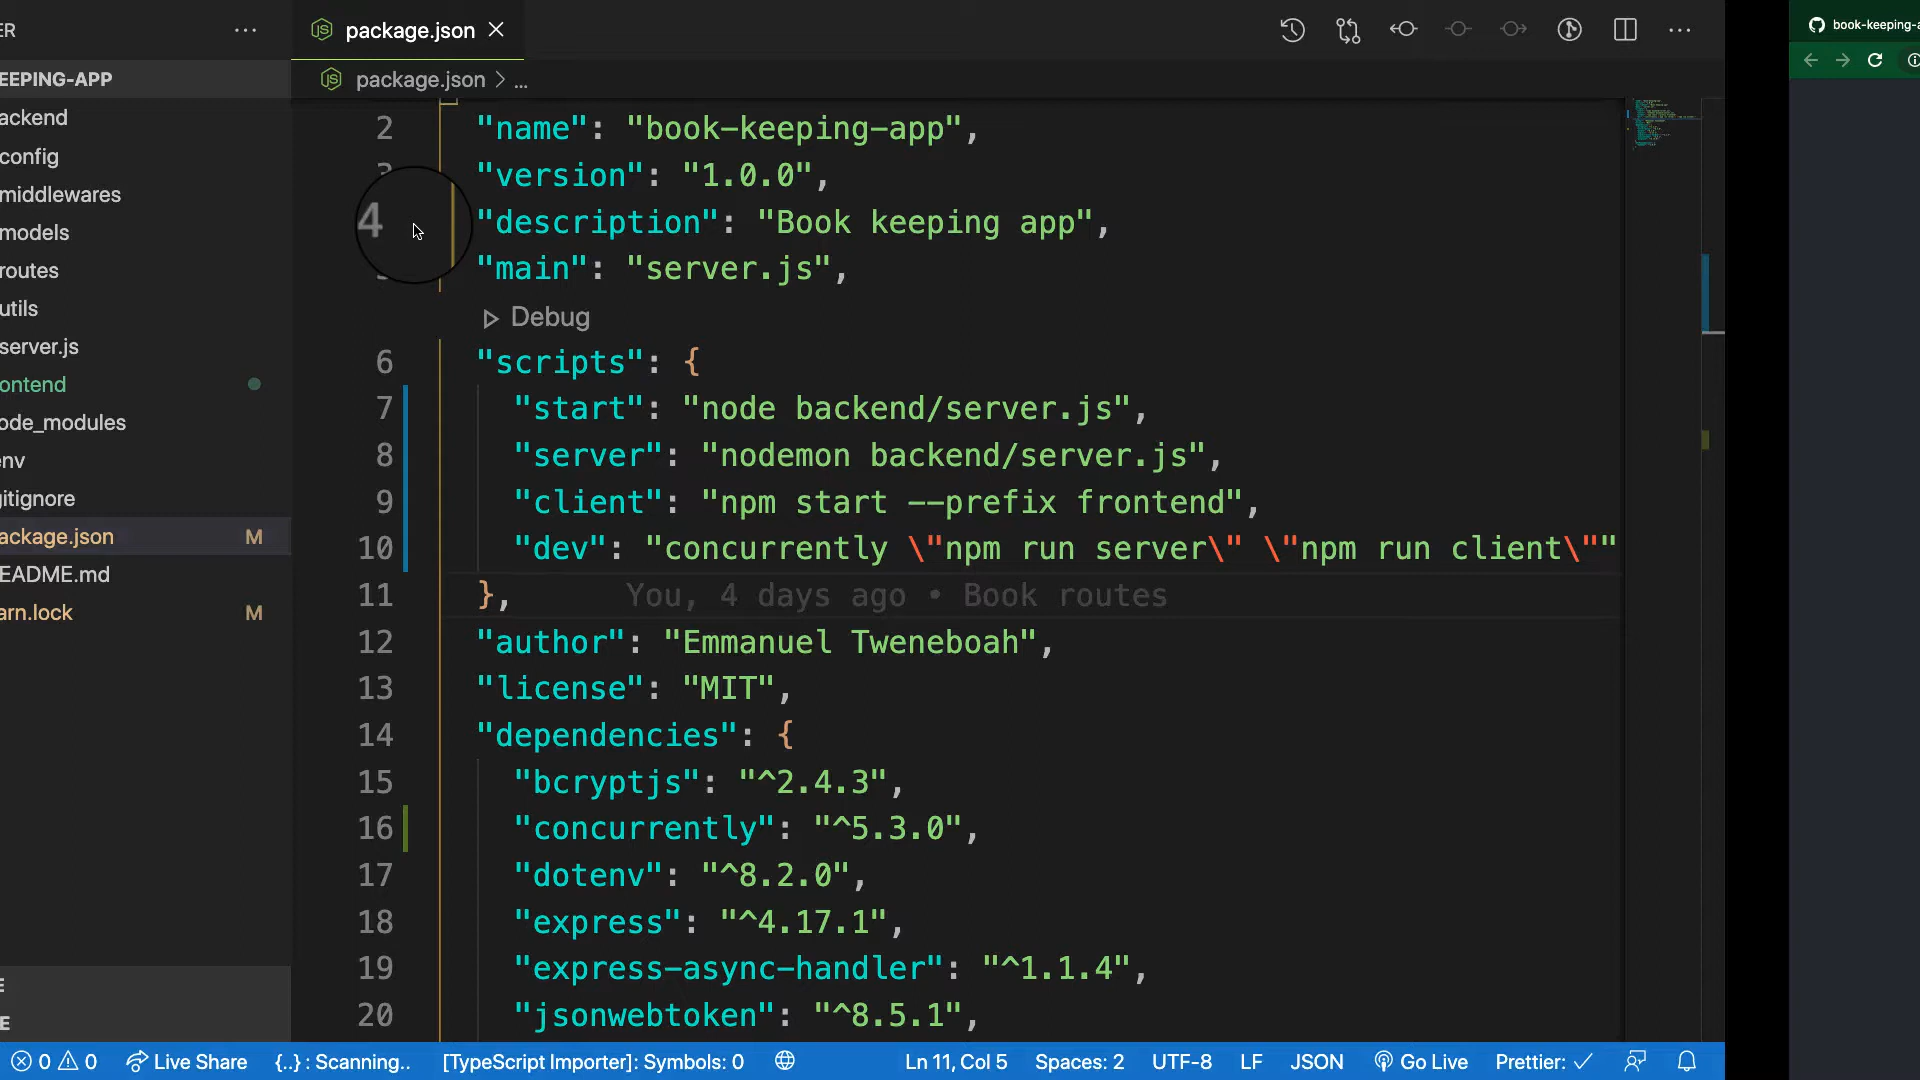 R
package.json
book-keeping-a
EEPING-APP
package.json > ...
ackend
config
middlewares
models
routes
utils
server.js
ontend
ode_modules
nv
itignore
ackage.json M
EADME.md
arn.lock M
2 "name": "book-keeping-app",
"version": "1.0.0",
4 "description": "Book keeping app",
"main": "server.js",
Debug
6 "scripts": {
7 "start": "node backend/server.js",
8 "server": "nodemon backend/server.js",
9 "client": "npm start --prefix frontend",
10 "dev": "concurrently \"npm run server\" \"npm run client\""
11 }, You, 4 days ago • Book routes
12 "author": "Emmanuel Tweneboah",
13 "license": "MIT",
14 "dependencies": {
15 "bcryptjs": "^2.4.3",
16 "concurrently": "^5.3.0",
17 "dotenv": "^8.2.0",
18 "express": "^4.17.1",
19 "express-async-handler": "^1.1.4",
20 "jsonwebtoken": "^8.5.1",
E
E
0 0 Live Share {..} : Scanning.. [TypeScript Importer]: Symbols: 0 Ln 11, Col 5 Spaces: 2 UTF-8 LF JSON Go Live Prettier: ✓